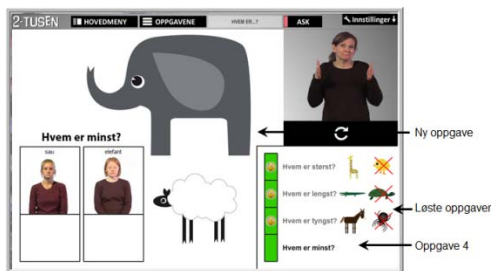 2-TUSEN
HOVEDMENY
OPPGAVENE
HVEM ER..?
ASK
Innstillinger
Hvem er minst?
sau
elefant
Ny oppgave
Hvem er størst?
Hvem er lengst?
Hvem er tyngst?
Hvem er minst?
Løste oppgaver
Oppgave 4